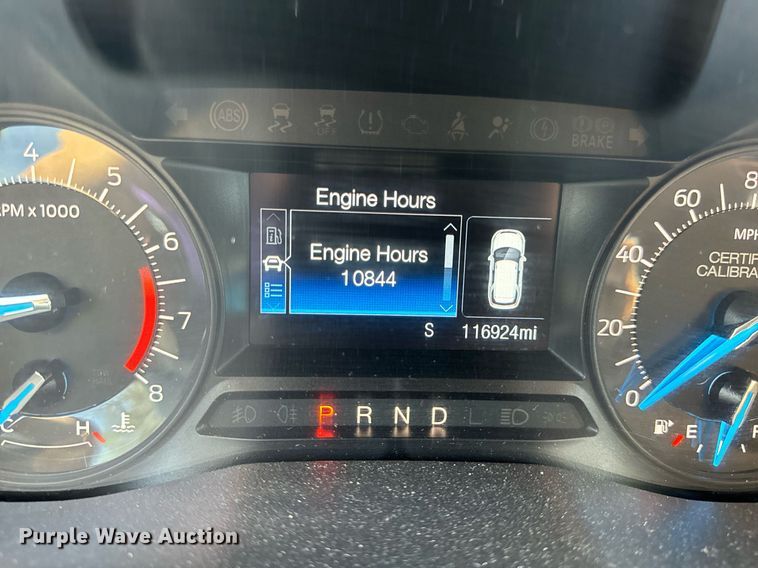 ABS
OFF
BRAKE
Engine Hours
Engine Hours
10844
S 116924mi
4
5
6
7
8
RPM x 1000
C H
P R N D L
80
60
40
20
0
MPH
E
Purple Wave Auction®